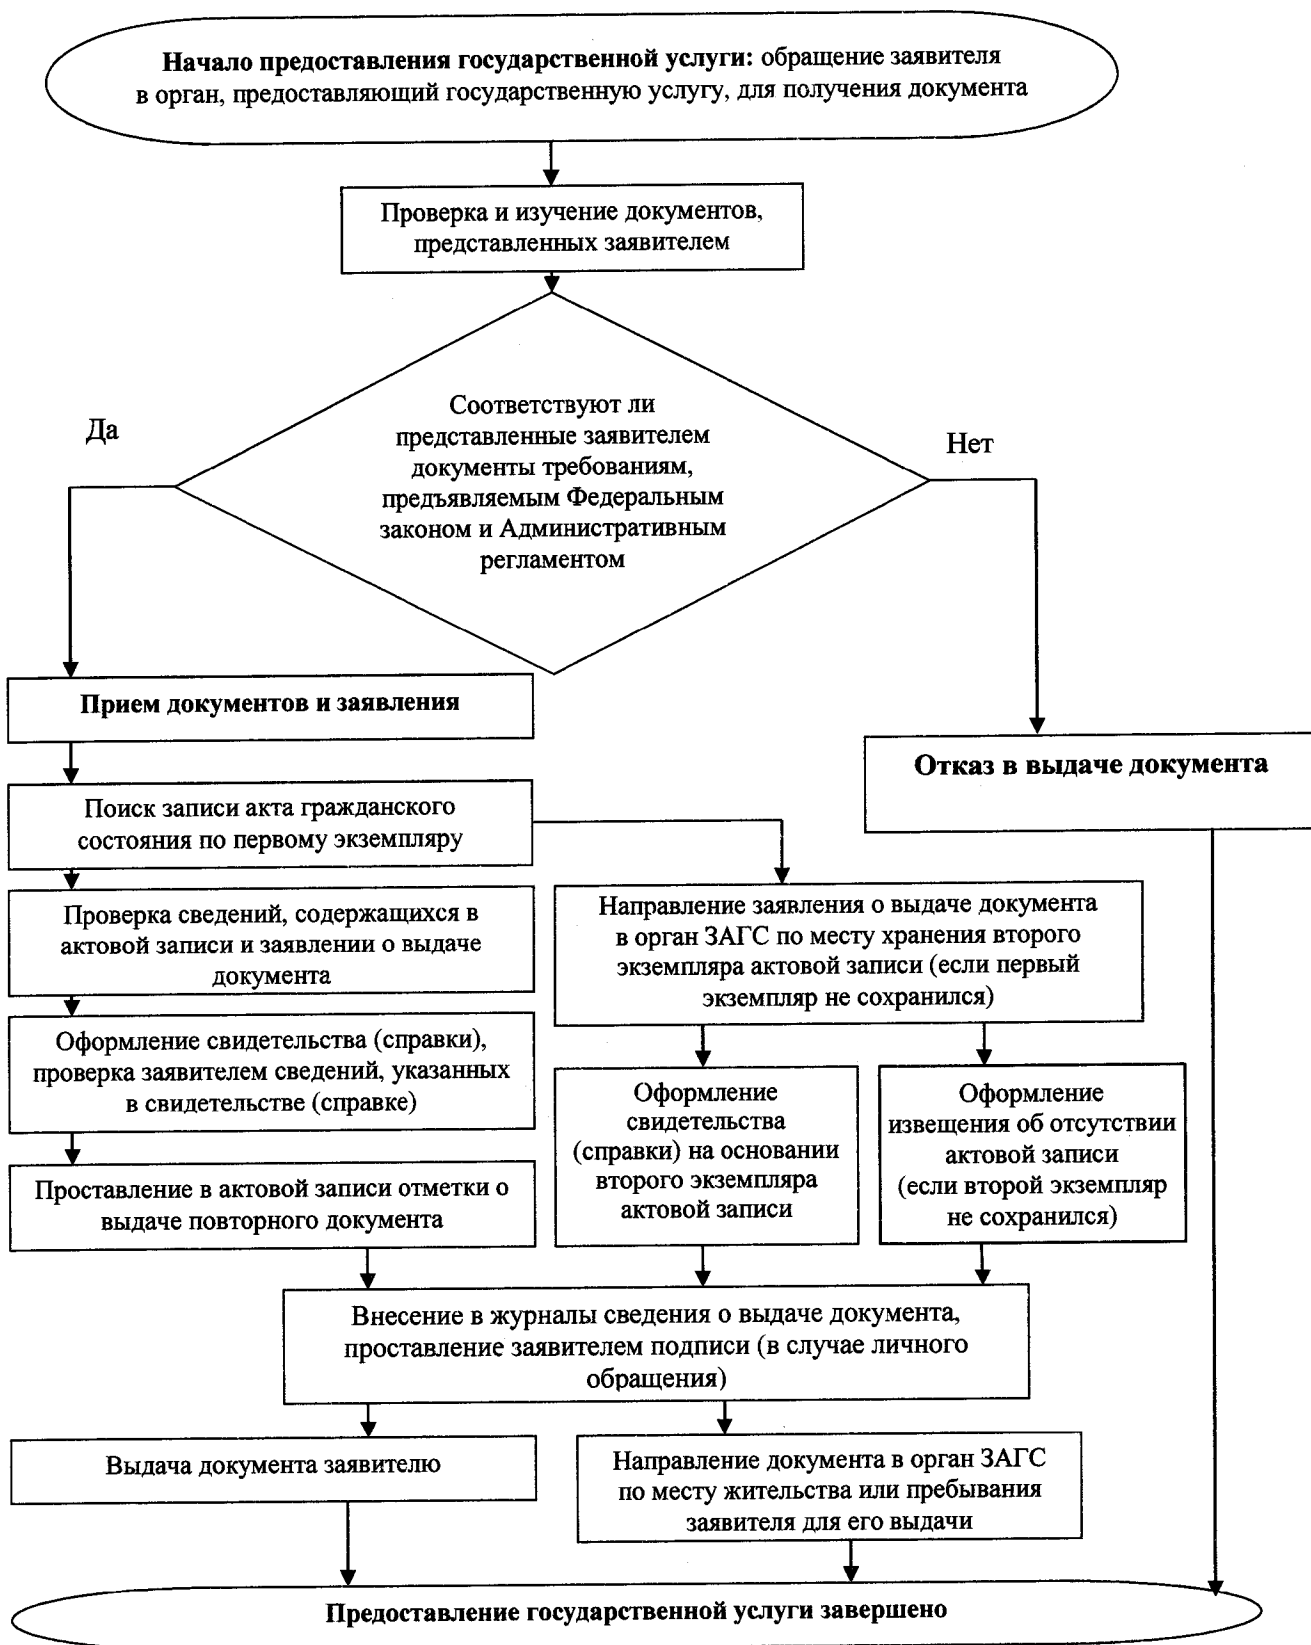 Начало предоставления государственной услуги: обращение заявителя
в орган, предоставляющий государственную услугу, для получения документа
Проверка и изучение документов,
представленных заявителем
Соответствуют ли
представленные заявителем
документы требованиям,
предъявляемым Федеральным
законом и Административным
регламентом
Да
Нет
Прием документов и заявления
Отказ в выдаче документа
Поиск записи акта гражданского
состояния по первому экземпляру
Проверка сведений, содержащихся в
актовой записи и заявлении о выдаче
документа
Направление заявления о выдаче документа
в орган ЗАГС по месту хранения второго
экземпляра актовой записи (если первый
экземпляр не сохранился)
Оформление свидетельства (справки),
проверка заявителем сведений, указанных
в свидетельстве (справке)
Оформление
свидетельства
(справки) на основании
второго экземпляра
актовой записи
Оформление
извещения об отсутствии
актовой записи
(если второй экземпляр
не сохранился)
Проставление в актовой записи отметки о
выдаче повторного документа
Внесение в журналы сведения о выдаче документа,
проставление заявителем подписи (в случае личного
обращения)
Выдача документа заявителю
Направление документа в орган ЗАГС
по месту жительства или пребывания
заявителя для его выдачи
Предоставление государственной услуги завершено